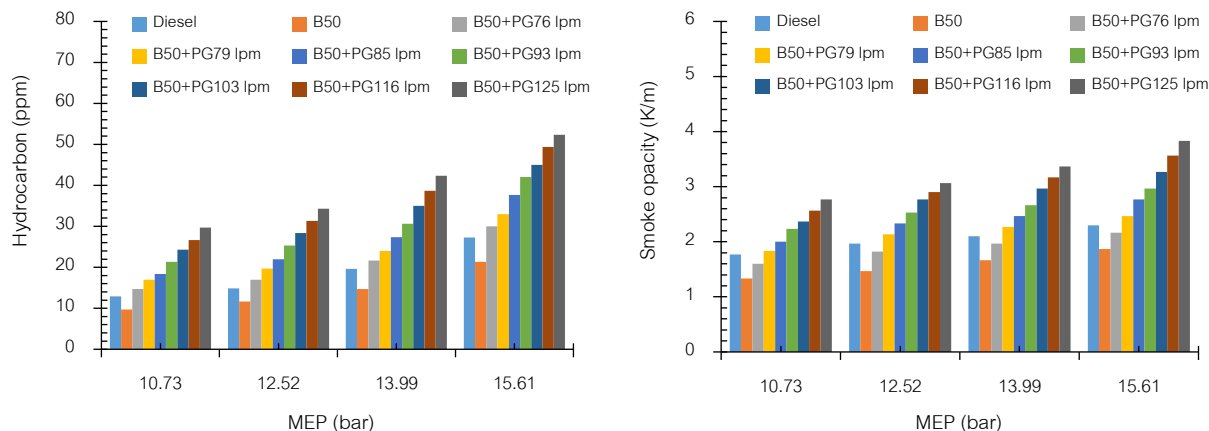 Diesel B50 B50+PG76 lpm
B50+PG79 lpm B50+PG85 lpm B50+PG93 lpm
B50+PG103 lpm B50+PG116 lpm B50+PG125 lpm
Hydrocarbon (ppm)
80
70
60
50
40
30
20
10
0
10.73 12.52 13.99 15.61
MEP (bar)
Diesel B50 B50+PG76 lpm
B50+PG79 lpm B50+PG85 lpm B50+PG93 lpm
B50+PG103 lpm B50+PG116 lpm B50+PG125 lpm
Smoke opacity (K/m)
6
5
4
3
2
1
0
10.73 12.52 13.99 15.61
MEP (bar)